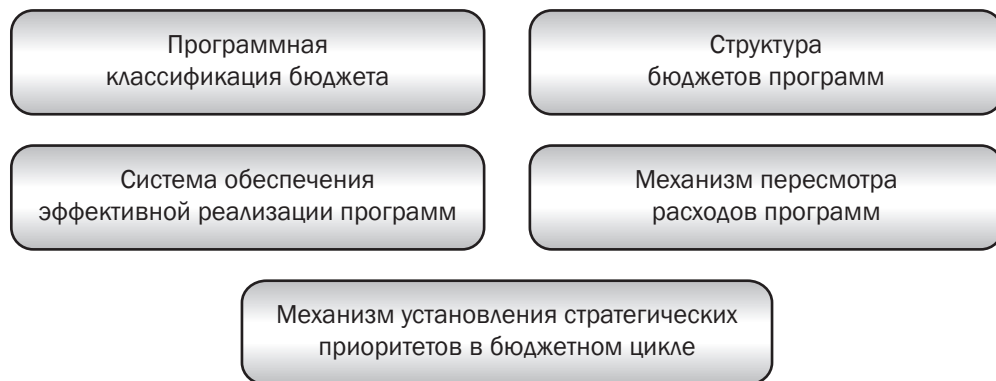 Программная
классификация бюджета
Структура
бюджетов программ
Система обеспечения
эффективной реализации программ
Механизм пересмотра
расходов программ
Механизм установления стратегических
приоритетов в бюджетном цикле